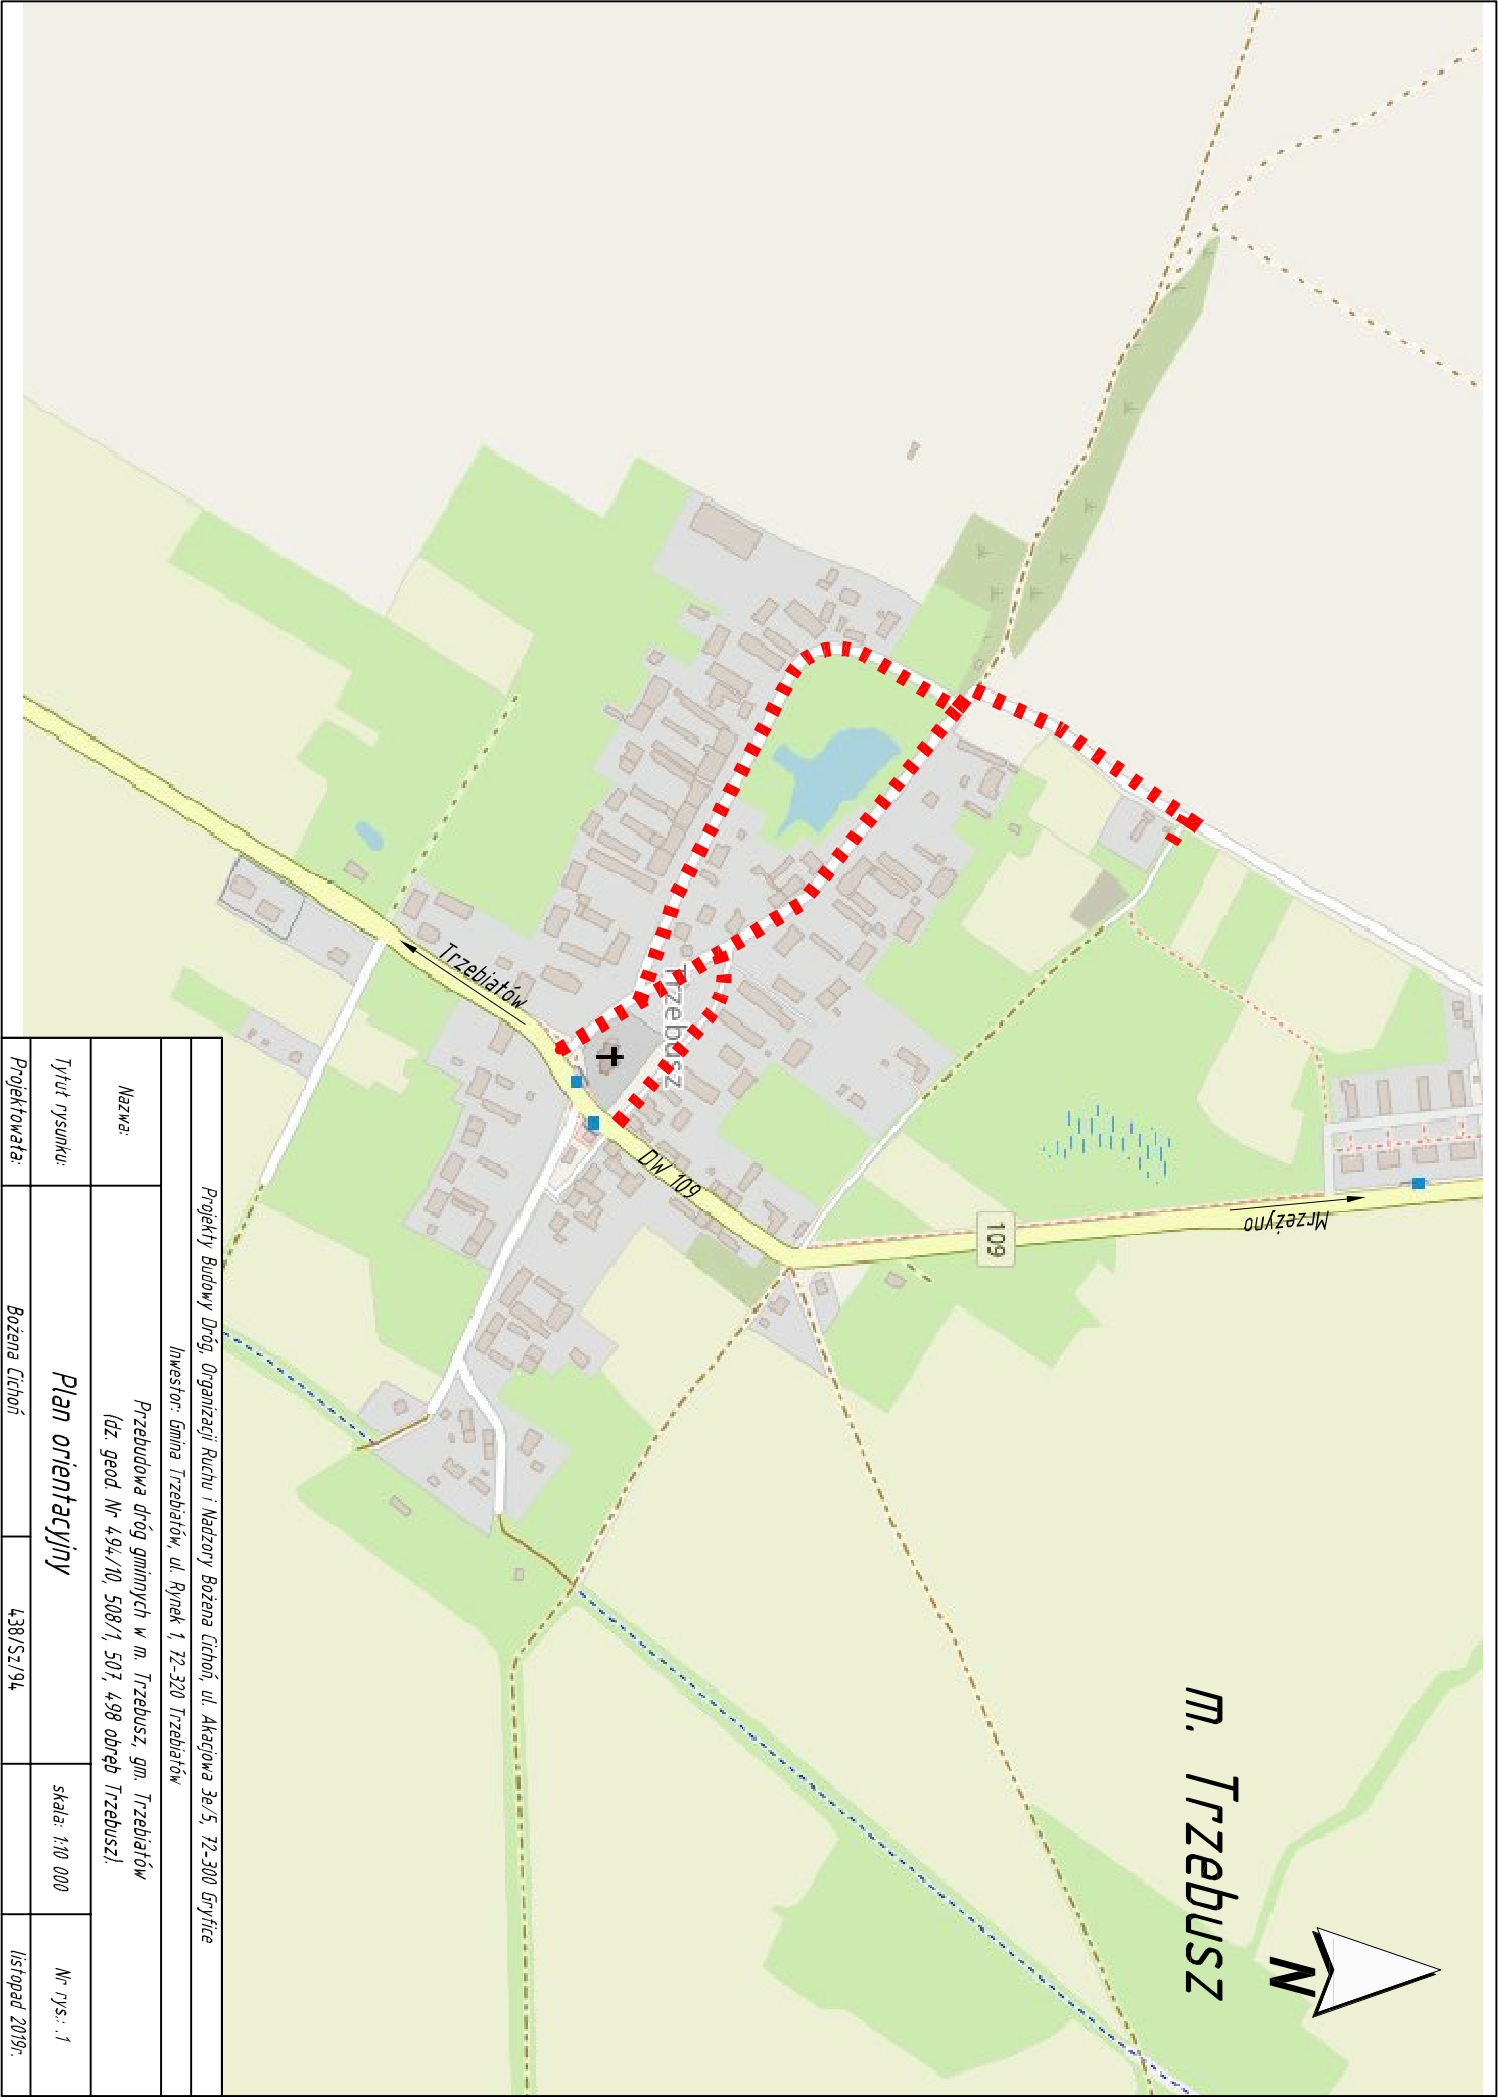 m. Trzebusz
N
Mrzeżyno
109
DW 109
Trzebusz
Trzebiatów
Projekty Budowy Dróg, Organizacji Ruchu i Nadzory Bożena Cichoń, ul. Akacjowa 3e/5, 72-300 Gryfice
Inwestor: Gmina Trzebiatów, ul. Rynek 1, 72-320 Trzebiatów
Nazwa:
Przebudowa dróg gminnych w m. Trzebusz, gm. Trzebiatów
(dz. geod. Nr 494/10, 508/1, 507, 498 obręb Trzebusz).
Tytuł rysunku:
Plan orientacyjny
skala: 1:10 000
Nr rys.: .1
Projektowała:
Bożena Cichoń
438/Sz/94
listopad 2019r.